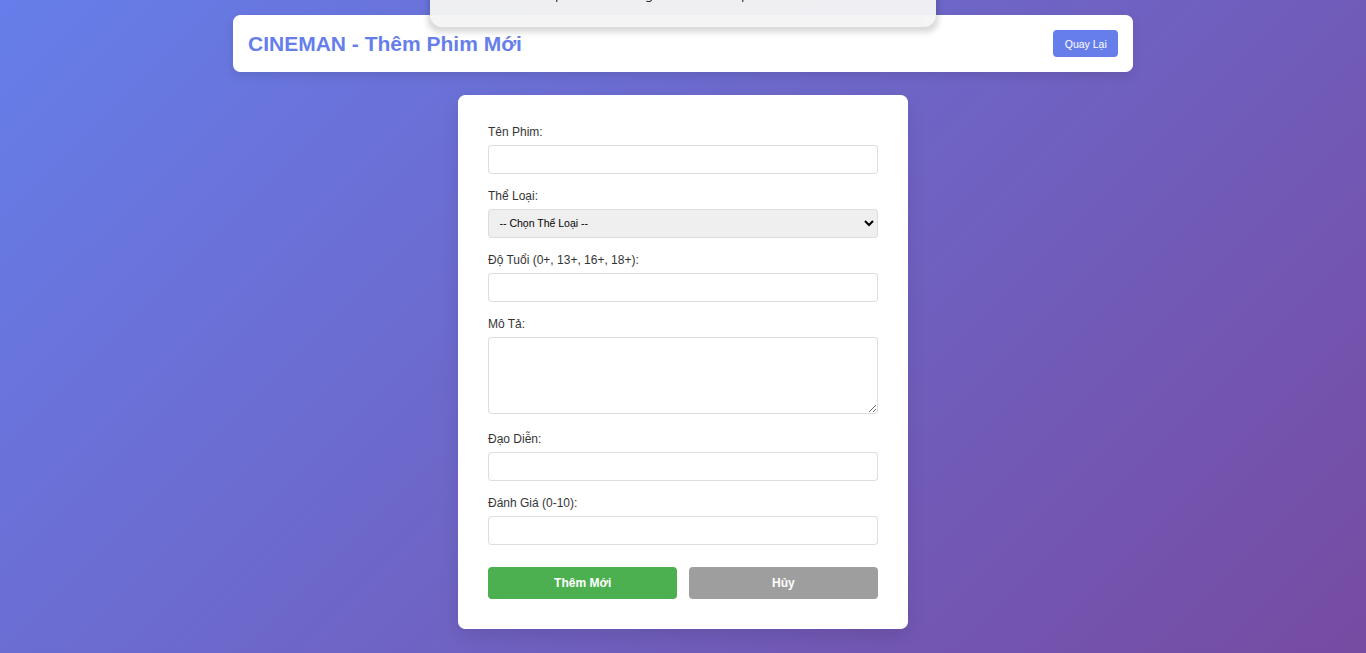 CINEMAN - Thêm Phim Mới
Quay Lại
Tên Phim:
Thể Loại:
-- Chọn Thể Loại --
Độ Tuổi (0+, 13+, 16+, 18+):
Mô Tả:
Đạo Diễn:
Đánh Giá (0-10):
Thêm Mới
Hủy